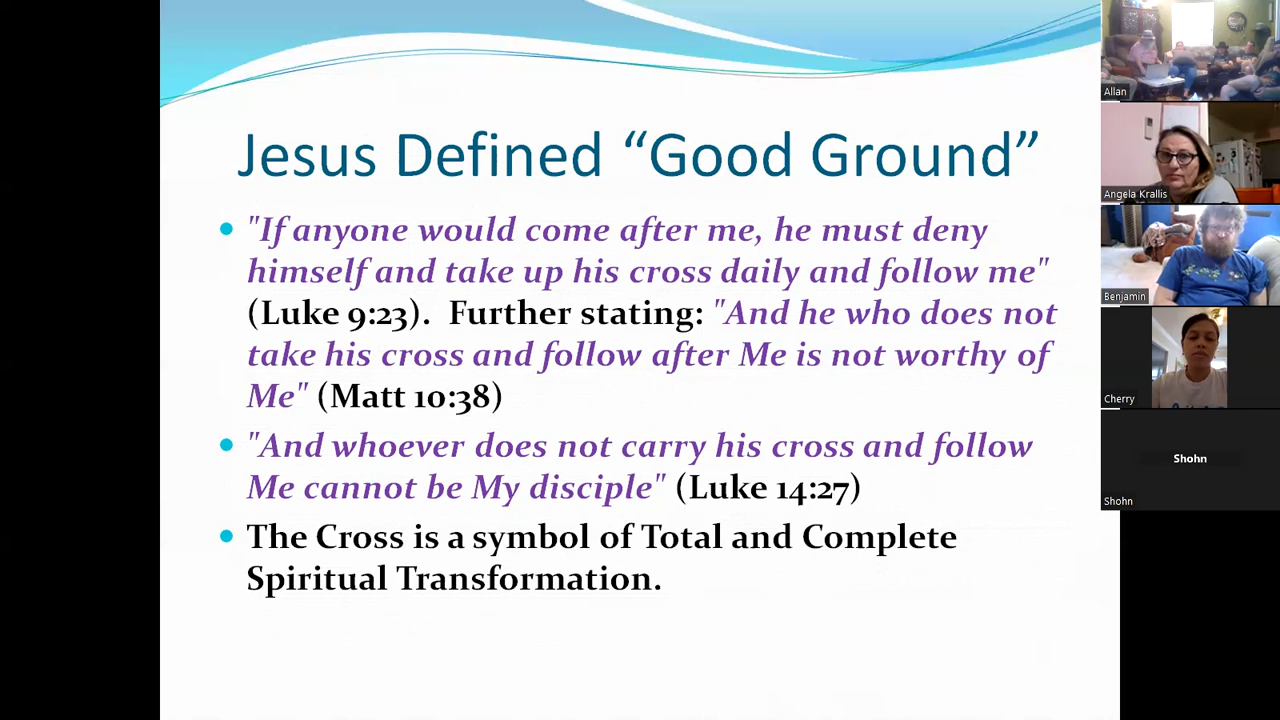 Jesus Defined “Good Ground”
"If anyone would come after me, he must deny
himself and take up his cross daily and follow me"
(Luke 9:23).  Further stating: "And he who does not
take his cross and follow after Me is not worthy of
Me" (Matt 10:38)
"And whoever does not carry his cross and follow
Me cannot be My disciple" (Luke 14:27)
The Cross is a symbol of Total and Complete
Spiritual Transformation.
Allan
Angela Krallis
Benjamin
Cherry
Shohn
Shohn